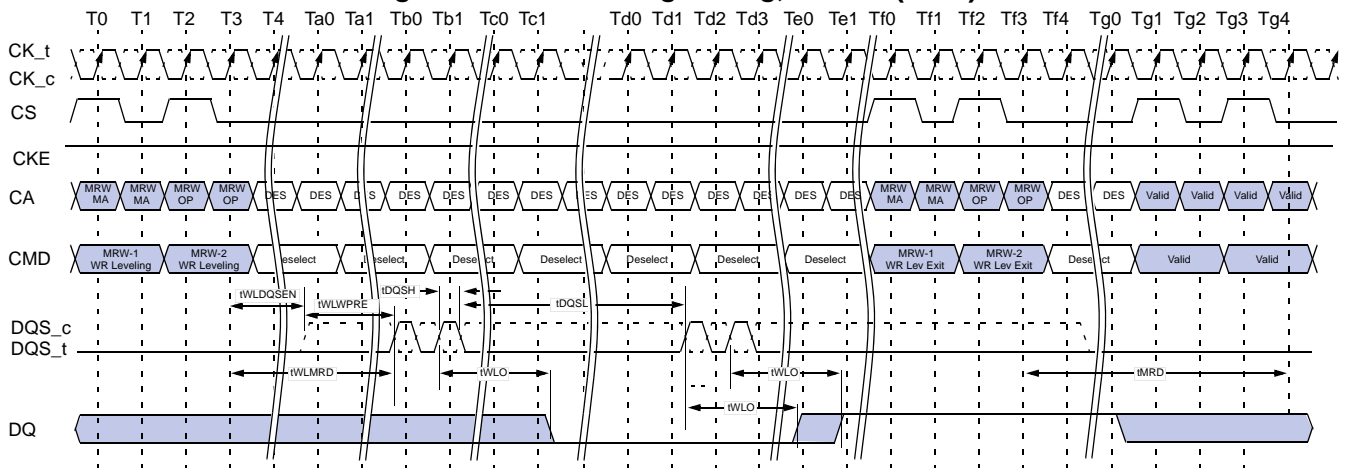 T0 T1 T2 T3 T4 Ta0 Ta1 Tb0 Tb1 Tc0 Tc1 Td0 Td1 Td2 Td3 Te0 Te1 Tf0 Tf1 Tf2 Tf3 Tf4 Tg0 Tg1 Tg2 Tg3 Tg4
CK_t
CK_c
CS
CKE
CA
MRW MRW MRW MRW DES DES DES DES DES DES DES DES DES DES DES DES DES DES MRW MRW MRW MRW DES DES Valid Valid Valid Valid
MA MA OP OP MA MA OP OP
CMD
MRW-1 MRW-2 Deselect Deselect Deselect Deselect Deselect Deselect Deselect MRW-1 MRW-2 Deselect Valid Valid
WR Leveling WR Leveling WR Lev Exit WR Lev Exit
tWLDQSEN tWLWPRE tDQSH tDQSL
DQS_c
DQS_t
tWLMRD tWLO tWLO tMRD
tWLO
DQ